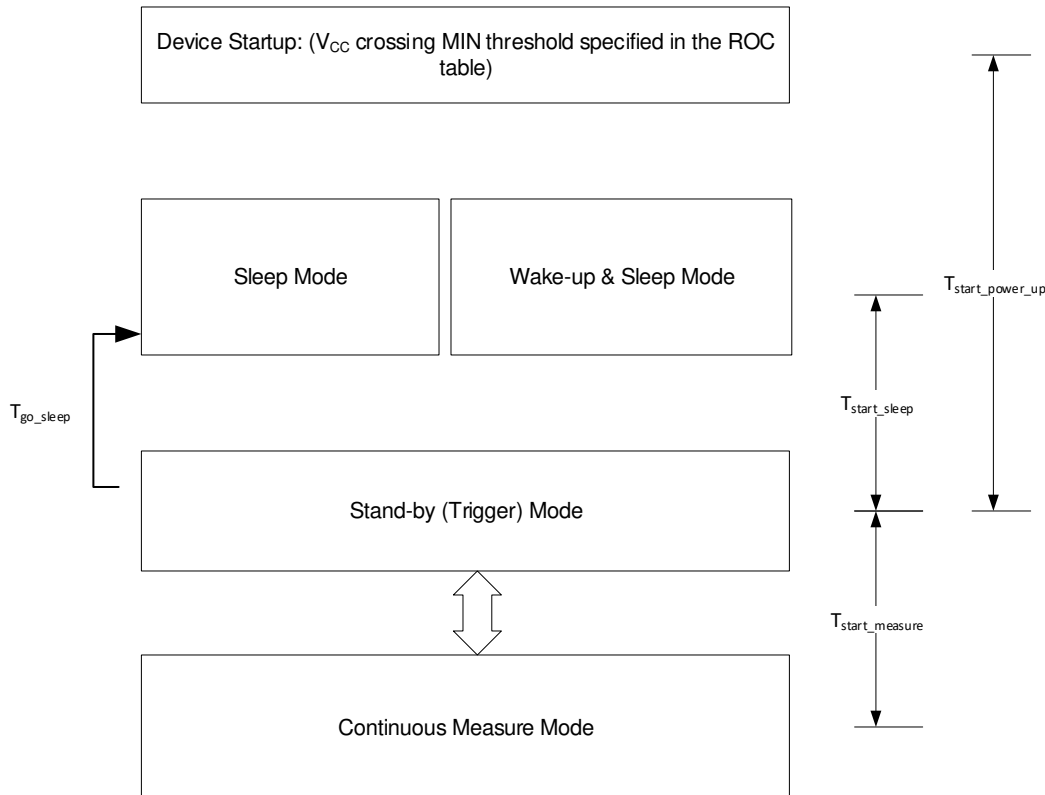 Device Startup: (VCC crossing MIN threshold specified in the ROC
table)
Sleep Mode
Wake-up & Sleep Mode
Tstart_power_up
Tgo_sleep
Tstart_sleep
Stand-by (Trigger) Mode
Tstart_measure
Continuous Measure Mode